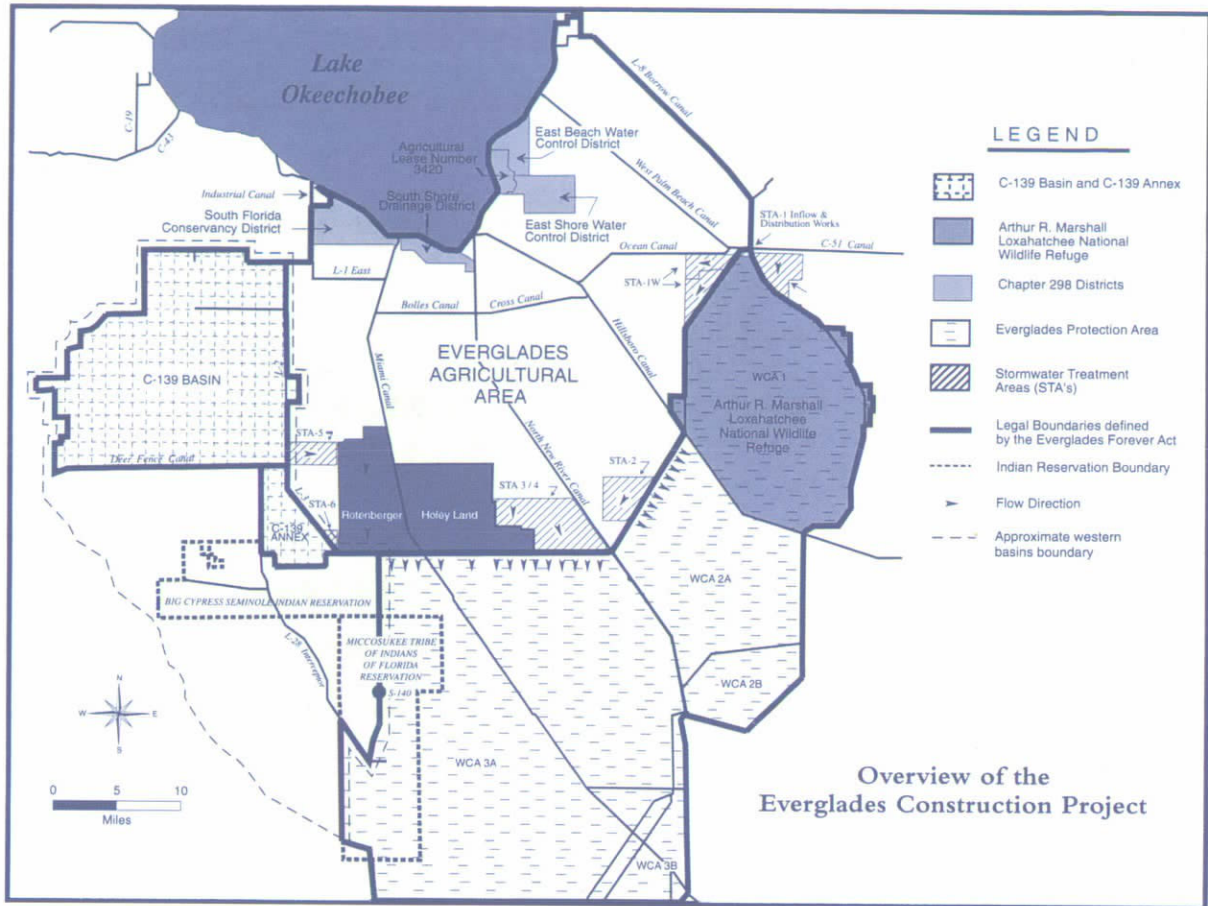 Lake
Okeechobee
L-8 Borrow Canal
C-19
C-43
East Beach Water
Control District
Agricultural
Lease Number
3420
West Palm Beach Canal
Industrial Canal
South Shore
Drainage District
South Florida
Conservancy District
East Shore Water
Control District
STA-1 Inflow &
Distribution Works
Ocean Canal
C-51 Canal
L-1 East
STA-1W
Bolles Canal
Cross Canal
Hillsboro Canal
Miami Canal
EVERGLADES
AGRICULTURAL
AREA
C-139 BASIN
WCA 1
Arthur R. Marshall
Loxahatchee
National Wildlife
Refuge
North New River Canal
STA-5
Deer Fence Canal
STA-2
STA 3/4
STA-6
Rotenberger
Holey Land
C-139
ANNEX
WCA 2A
BIG CYPRESS SEMINOLE INDIAN RESERVATION
L-28 Interceptor
MICCOSUKEE TRIBE
OF INDIANS
OF FLORIDA
RESERVATION
S-140
WCA 2B
WCA 3A
WCA 3B
N
W
E
S
0 5 10
Miles
LEGEND
C-139 Basin and C-139 Annex
Arthur R. Marshall
Loxahatchee National
Wildlife Refuge
Chapter 298 Districts
Everglades Protection Area
Stormwater Treatment
Areas (STA's)
Legal Boundaries defined
by the Everglades Forever Act
Indian Reservation Boundary
Flow Direction
Approximate western
basins boundary
Overview of the
Everglades Construction Project